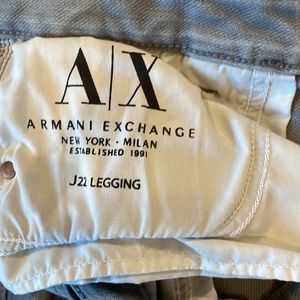 A|X
ARMANI EXCHANGE
NEW YORK · MILAN
ESTABLISHED 1991
J22 LEGGING